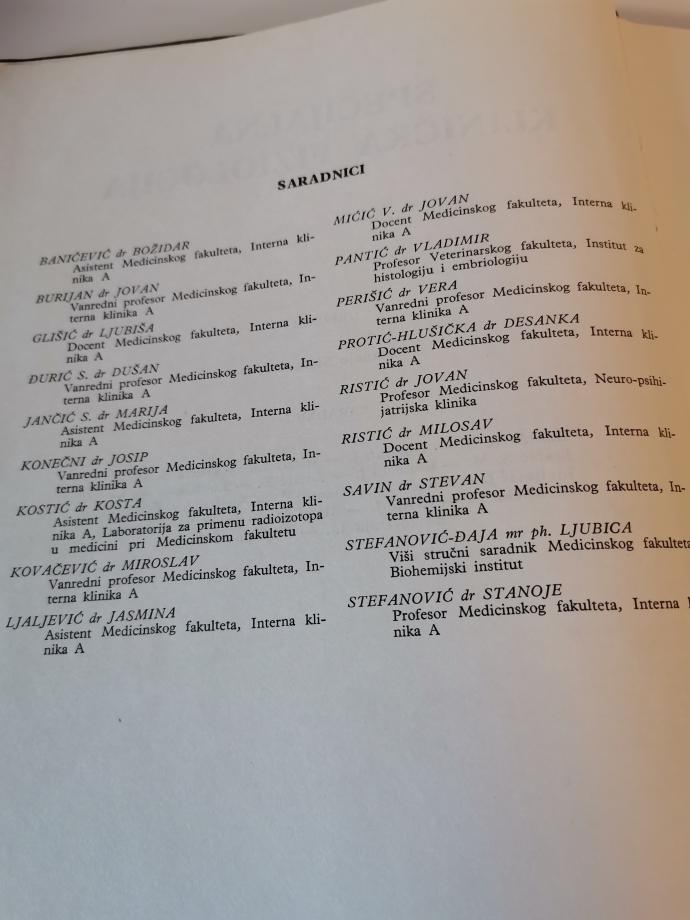 SARADNICI
BANIČEVIĆ dr BOŽIDAR
Asistent Medicinskog fakulteta, Interna kli-
nika A
BURIJAN dr JOVAN
Vanredni profesor Medicinskog fakulteta, In-
terna klinika A
GLIŠIĆ dr LJUBIŠA
Docent Medicinskog fakulteta, Interna kli-
nika A
ĐURIĆ S. dr DUŠAN
Vanredni profesor Medicinskog fakulteta, In-
terna klinika A
JANČIĆ S. dr MARIJA
Asistent Medicinskog fakulteta, Interna kli-
nika A
KONEČNI dr JOSIP
Vanredni profesor Medicinskog fakulteta, In-
terna klinika A
KOSTIĆ dr KOSTA
Asistent Medicinskog fakulteta, Interna kli-
nika A, Laboratorija za primenu radioizotopa
u medicini pri Medicinskom fakultetu
KOVAČEVIĆ dr MIROSLAV
Vanredni profesor Medicinskog fakulteta, In-
terna klinika A
LJALJEVIĆ dr JASMINA
Asistent Medicinskog fakulteta, Interna kli-
nika A
MIČIĆ V. dr JOVAN
Docent Medicinskog fakulteta, Interna kli-
nika A
PANTIĆ dr VLADIMIR
Profesor Veterinarskog fakulteta, Institut za
histologiju i embriologiju
PERIŠIĆ dr VERA
Vanredni profesor Medicinskog fakulteta, In-
terna klinika A
PROTIĆ-HLUŠIČKA dr DESANKA
Docent Medicinskog fakulteta, Interna kli-
nika A
RISTIĆ dr JOVAN
Profesor Medicinskog fakulteta, Neuro-psihi-
jatrijska klinika
RISTIĆ dr MILOSAV
Docent Medicinskog fakulteta, Interna kli-
nika A
SAVIN dr STEVAN
Vanredni profesor Medicinskog fakulteta, In-
terna klinika A
STEFANOVIĆ-ĐAJA mr ph. LJUBICA
Viši stručni saradnik Medicinskog fakulteta
Biohemijski institut
STEFANOVIĆ dr STANOJE
Profesor Medicinskog fakulteta, Interna
nika A